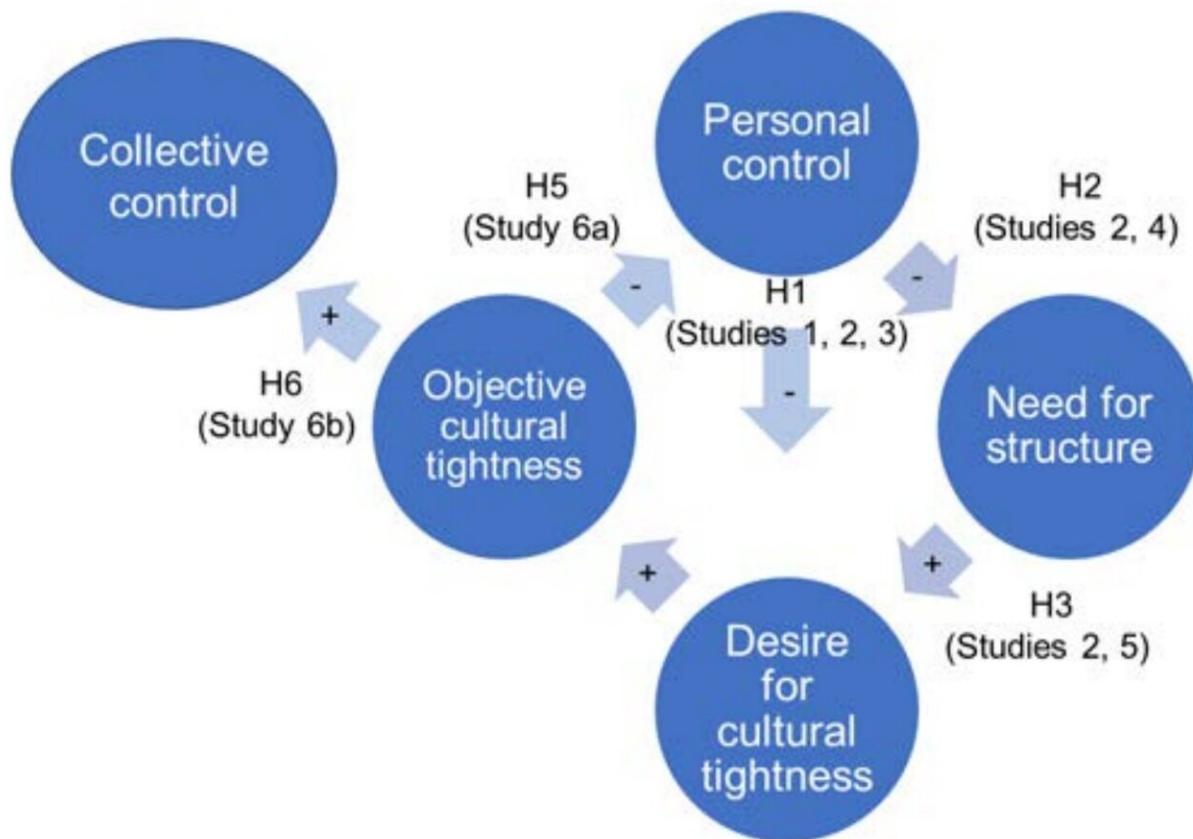 Collective
control
Personal
control
H5
(Study 6a)
H2
(Studies 2, 4)
-
-
H1
(Studies 1, 2, 3)
-
+
H6
(Study 6b)
Objective
cultural
tightness
Need for
structure
+
+
H3
(Studies 2, 5)
Desire
for
cultural
tightness